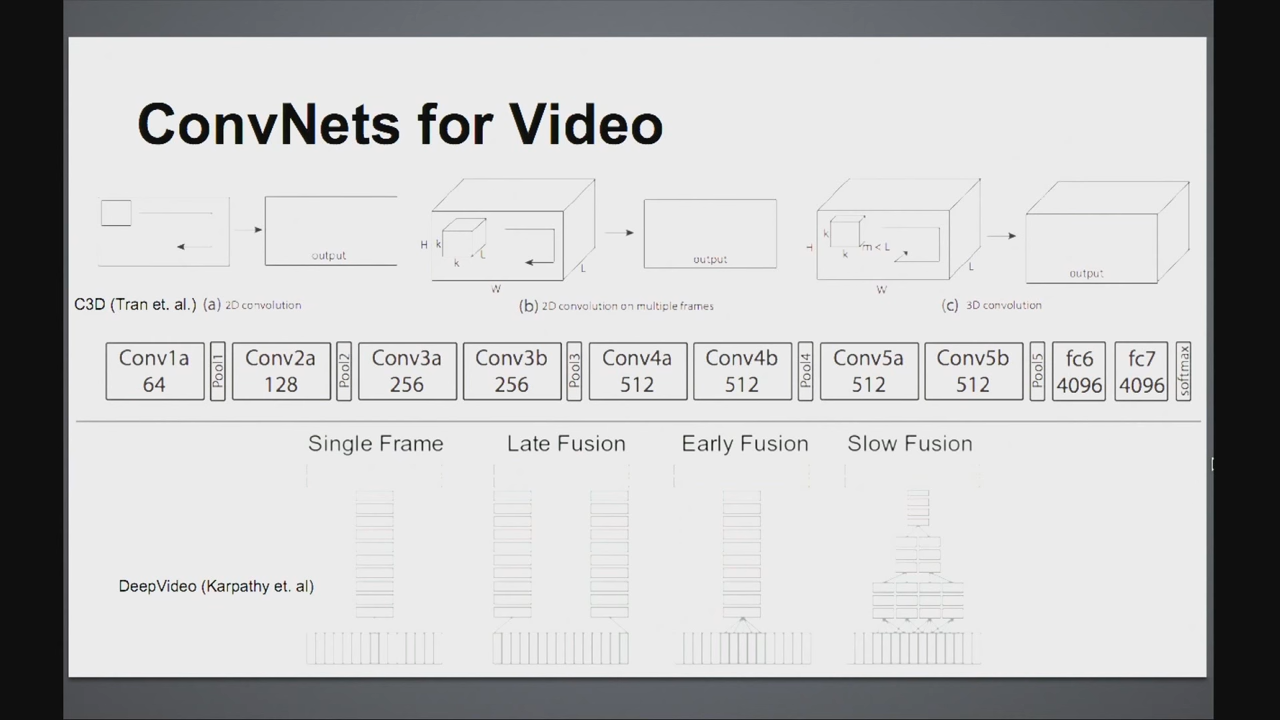 ConvNets for Video
output
H
k
k
L
L
W
output
k
k
m < L
L
W
output
C3D (Tran et. al.) (a) 2D convolution
(b) 2D convolution on multiple frames
(c) 3D convolution
Conv1a 64
Pool1
Conv2a 128
Pool2
Conv3a 256
Conv3b 256
Pool3
Conv4a 512
Conv4b 512
Pool4
Conv5a 512
Conv5b 512
Pool5
fc6 4096
fc7 4096
softmax
Single Frame
Late Fusion
Early Fusion
Slow Fusion
DeepVideo (Karpathy et. al)